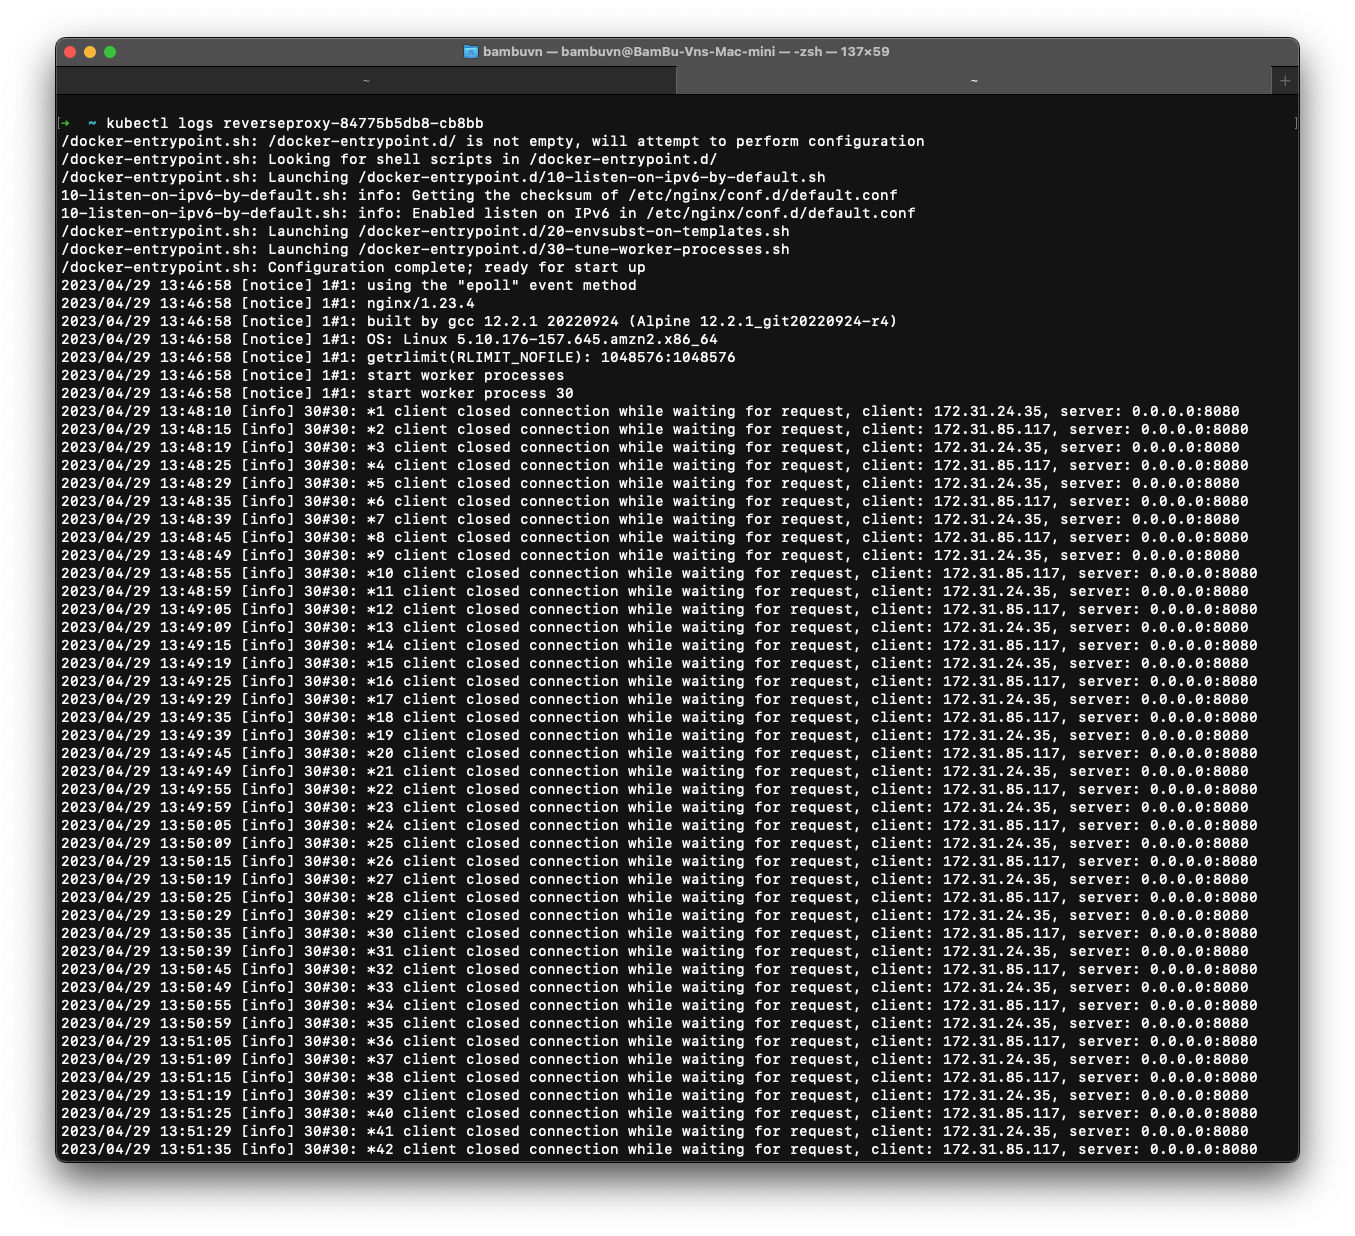 bambuvn — bambuvn@BamBu-Vns-Mac-mini — -zsh — 137×59
~ ~ +
[➜ ~ kubectl logs reverseproxy-84775b5db8-cb8bb ]
/docker-entrypoint.sh: /docker-entrypoint.d/ is not empty, will attempt to perform configuration
/docker-entrypoint.sh: Looking for shell scripts in /docker-entrypoint.d/
/docker-entrypoint.sh: Launching /docker-entrypoint.d/10-listen-on-ipv6-by-default.sh
10-listen-on-ipv6-by-default.sh: info: Getting the checksum of /etc/nginx/conf.d/default.conf
10-listen-on-ipv6-by-default.sh: info: Enabled listen on IPv6 in /etc/nginx/conf.d/default.conf
/docker-entrypoint.sh: Launching /docker-entrypoint.d/20-envsubst-on-templates.sh
/docker-entrypoint.sh: Launching /docker-entrypoint.d/30-tune-worker-processes.sh
/docker-entrypoint.sh: Configuration complete; ready for start up
2023/04/29 13:46:58 [notice] 1#1: using the "epoll" event method
2023/04/29 13:46:58 [notice] 1#1: nginx/1.23.4
2023/04/29 13:46:58 [notice] 1#1: built by gcc 12.2.1 20220924 (Alpine 12.2.1_git20220924-r4)
2023/04/29 13:46:58 [notice] 1#1: OS: Linux 5.10.176-157.645.amzn2.x86_64
2023/04/29 13:46:58 [notice] 1#1: getrlimit(RLIMIT_NOFILE): 1048576:1048576
2023/04/29 13:46:58 [notice] 1#1: start worker processes
2023/04/29 13:46:58 [notice] 1#1: start worker process 30
2023/04/29 13:48:10 [info] 30#30: *1 client closed connection while waiting for request, client: 172.31.24.35, server: 0.0.0.0:8080
2023/04/29 13:48:15 [info] 30#30: *2 client closed connection while waiting for request, client: 172.31.85.117, server: 0.0.0.0:8080
2023/04/29 13:48:19 [info] 30#30: *3 client closed connection while waiting for request, client: 172.31.24.35, server: 0.0.0.0:8080
2023/04/29 13:48:25 [info] 30#30: *4 client closed connection while waiting for request, client: 172.31.85.117, server: 0.0.0.0:8080
2023/04/29 13:48:29 [info] 30#30: *5 client closed connection while waiting for request, client: 172.31.24.35, server: 0.0.0.0:8080
2023/04/29 13:48:35 [info] 30#30: *6 client closed connection while waiting for request, client: 172.31.85.117, server: 0.0.0.0:8080
2023/04/29 13:48:39 [info] 30#30: *7 client closed connection while waiting for request, client: 172.31.24.35, server: 0.0.0.0:8080
2023/04/29 13:48:45 [info] 30#30: *8 client closed connection while waiting for request, client: 172.31.85.117, server: 0.0.0.0:8080
2023/04/29 13:48:49 [info] 30#30: *9 client closed connection while waiting for request, client: 172.31.24.35, server: 0.0.0.0:8080
2023/04/29 13:48:55 [info] 30#30: *10 client closed connection while waiting for request, client: 172.31.85.117, server: 0.0.0.0:8080
2023/04/29 13:48:59 [info] 30#30: *11 client closed connection while waiting for request, client: 172.31.24.35, server: 0.0.0.0:8080
2023/04/29 13:49:05 [info] 30#30: *12 client closed connection while waiting for request, client: 172.31.85.117, server: 0.0.0.0:8080
2023/04/29 13:49:09 [info] 30#30: *13 client closed connection while waiting for request, client: 172.31.24.35, server: 0.0.0.0:8080
2023/04/29 13:49:15 [info] 30#30: *14 client closed connection while waiting for request, client: 172.31.85.117, server: 0.0.0.0:8080
2023/04/29 13:49:19 [info] 30#30: *15 client closed connection while waiting for request, client: 172.31.24.35, server: 0.0.0.0:8080
2023/04/29 13:49:25 [info] 30#30: *16 client closed connection while waiting for request, client: 172.31.85.117, server: 0.0.0.0:8080
2023/04/29 13:49:29 [info] 30#30: *17 client closed connection while waiting for request, client: 172.31.24.35, server: 0.0.0.0:8080
2023/04/29 13:49:35 [info] 30#30: *18 client closed connection while waiting for request, client: 172.31.85.117, server: 0.0.0.0:8080
2023/04/29 13:49:39 [info] 30#30: *19 client closed connection while waiting for request, client: 172.31.24.35, server: 0.0.0.0:8080
2023/04/29 13:49:45 [info] 30#30: *20 client closed connection while waiting for request, client: 172.31.85.117, server: 0.0.0.0:8080
2023/04/29 13:49:49 [info] 30#30: *21 client closed connection while waiting for request, client: 172.31.24.35, server: 0.0.0.0:8080
2023/04/29 13:49:55 [info] 30#30: *22 client closed connection while waiting for request, client: 172.31.85.117, server: 0.0.0.0:8080
2023/04/29 13:49:59 [info] 30#30: *23 client closed connection while waiting for request, client: 172.31.24.35, server: 0.0.0.0:8080
2023/04/29 13:50:05 [info] 30#30: *24 client closed connection while waiting for request, client: 172.31.85.117, server: 0.0.0.0:8080
2023/04/29 13:50:09 [info] 30#30: *25 client closed connection while waiting for request, client: 172.31.24.35, server: 0.0.0.0:8080
2023/04/29 13:50:15 [info] 30#30: *26 client closed connection while waiting for request, client: 172.31.85.117, server: 0.0.0.0:8080
2023/04/29 13:50:19 [info] 30#30: *27 client closed connection while waiting for request, client: 172.31.24.35, server: 0.0.0.0:8080
2023/04/29 13:50:25 [info] 30#30: *28 client closed connection while waiting for request, client: 172.31.85.117, server: 0.0.0.0:8080
2023/04/29 13:50:29 [info] 30#30: *29 client closed connection while waiting for request, client: 172.31.24.35, server: 0.0.0.0:8080
2023/04/29 13:50:35 [info] 30#30: *30 client closed connection while waiting for request, client: 172.31.85.117, server: 0.0.0.0:8080
2023/04/29 13:50:39 [info] 30#30: *31 client closed connection while waiting for request, client: 172.31.24.35, server: 0.0.0.0:8080
2023/04/29 13:50:45 [info] 30#30: *32 client closed connection while waiting for request, client: 172.31.85.117, server: 0.0.0.0:8080
2023/04/29 13:50:49 [info] 30#30: *33 client closed connection while waiting for request, client: 172.31.24.35, server: 0.0.0.0:8080
2023/04/29 13:50:55 [info] 30#30: *34 client closed connection while waiting for request, client: 172.31.85.117, server: 0.0.0.0:8080
2023/04/29 13:50:59 [info] 30#30: *35 client closed connection while waiting for request, client: 172.31.24.35, server: 0.0.0.0:8080
2023/04/29 13:51:05 [info] 30#30: *36 client closed connection while waiting for request, client: 172.31.85.117, server: 0.0.0.0:8080
2023/04/29 13:51:09 [info] 30#30: *37 client closed connection while waiting for request, client: 172.31.24.35, server: 0.0.0.0:8080
2023/04/29 13:51:15 [info] 30#30: *38 client closed connection while waiting for request, client: 172.31.85.117, server: 0.0.0.0:8080
2023/04/29 13:51:19 [info] 30#30: *39 client closed connection while waiting for request, client: 172.31.24.35, server: 0.0.0.0:8080
2023/04/29 13:51:25 [info] 30#30: *40 client closed connection while waiting for request, client: 172.31.85.117, server: 0.0.0.0:8080
2023/04/29 13:51:29 [info] 30#30: *41 client closed connection while waiting for request, client: 172.31.24.35, server: 0.0.0.0:8080
2023/04/29 13:51:35 [info] 30#30: *42 client closed connection while waiting for request, client: 172.31.85.117, server: 0.0.0.0:8080